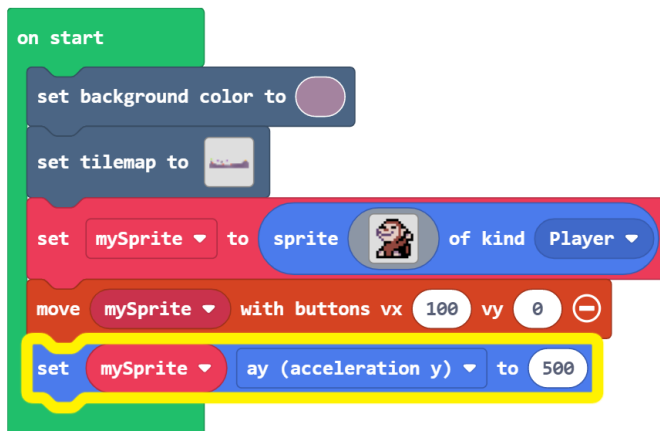 on start
set background color to
set tilemap to
set mySprite to sprite of kind Player
move mySprite with buttons vx 100 vy 0
set mySprite ay (acceleration y) to 500